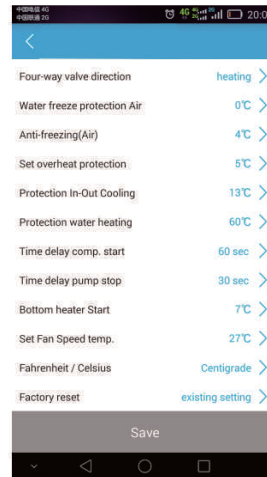 中国电信 4G
中国联通 2G
4G 20:0
Four-way valve direction heating
Water freeze protection Air 0℃
Anti-freezing(Air) 4℃
Set overheat protection 5℃
Protection In-Out Cooling 13℃
Protection water heating 60℃
Time delay comp. start 60 sec
Time delay pump stop 30 sec
Bottom heater Start 7℃
Set Fan Speed temp. 27℃
Fahrenheit / Celsius Centigrade
Factory reset existing setting
Save